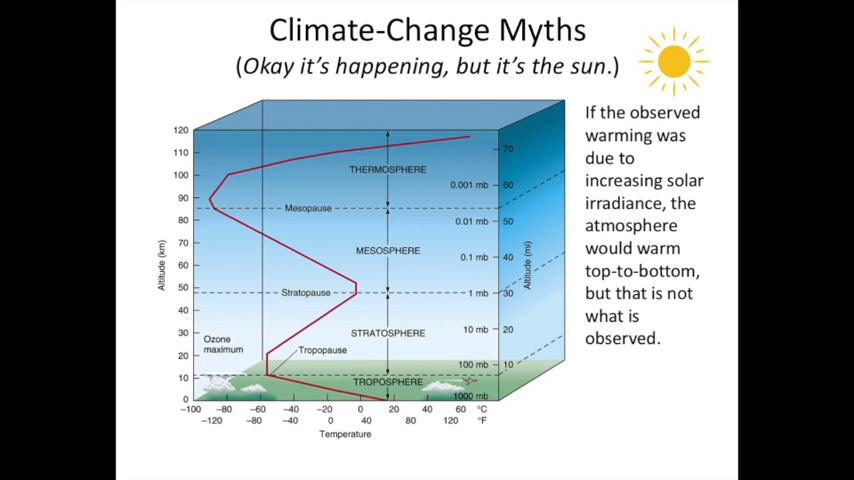 Climate-Change Myths
(Okay it's happening, but it's the sun.)
If the observed
warming was
due to
increasing solar
irradiance, the
atmosphere
would warm
top-to-bottom,
but that is not
what is
observed.
120
110
100
90
80
70
60
50
40
30
20
10
0
Altitude (km)
THERMOSPHERE
Mesopause
MESOSPHERE
Stratopause
STRATOSPHERE
Ozone
maximum
Tropopause
TROPOSPHERE
0.001 mb
0.01 mb
0.1 mb
1 mb
10 mb
100 mb
1000 mb
70
60
50
40
30
20
10
Altitude (mi)
–100 –80 –60 –40 –20 0 20 40 60 °C
–120 –80 –40 0 40 80 120 °F
Temperature